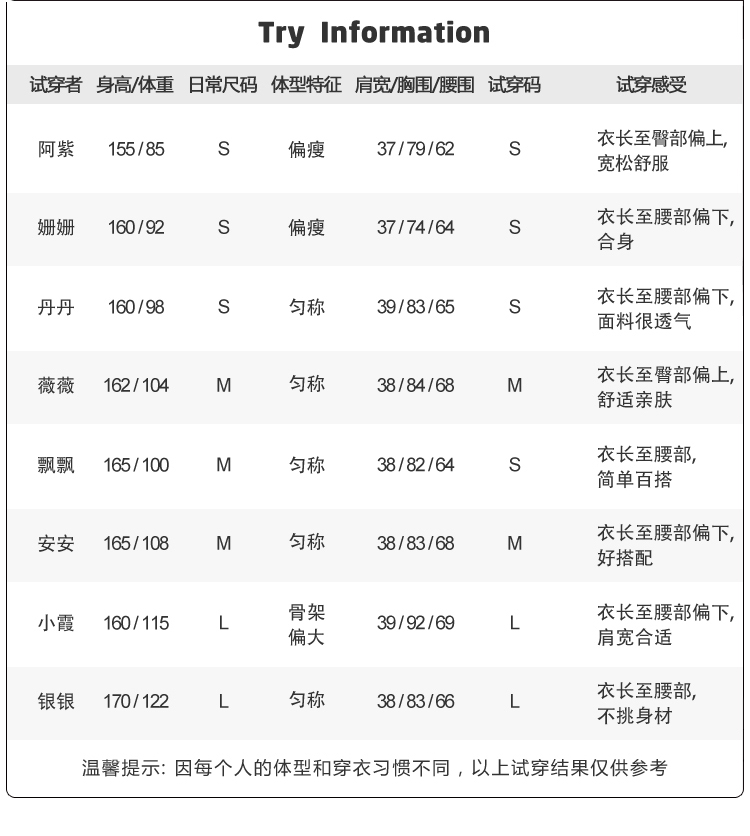 Try Information
试穿者 身高/体重 日常尺码 体型特征 肩宽/胸围/腰围 试穿码 试穿感受
阿紫 155/85 S 偏瘦 37/79/62 S 衣长至臀部偏上,
宽松舒服
姗姗 160/92 S 偏瘦 37/74/64 S 衣长至腰部偏下,
合身
丹丹 160/98 S 匀称 39/83/65 S 衣长至腰部偏下,
面料很透气
薇薇 162/104 M 匀称 38/84/68 M 衣长至臀部偏上,
舒适亲肤
飘飘 165/100 M 匀称 38/82/64 S 衣长至腰部,
简单百搭
安安 165/108 M 匀称 38/83/68 M 衣长至腰部偏下,
好搭配
小霞 160/115 L 骨架 39/92/69 L 衣长至腰部偏下,
偏大 肩宽合适
银银 170/122 L 匀称 38/83/66 L 衣长至腰部,
不挑身材
温馨提示: 因每个人的体型和穿衣习惯不同，以上试穿结果仅供参考